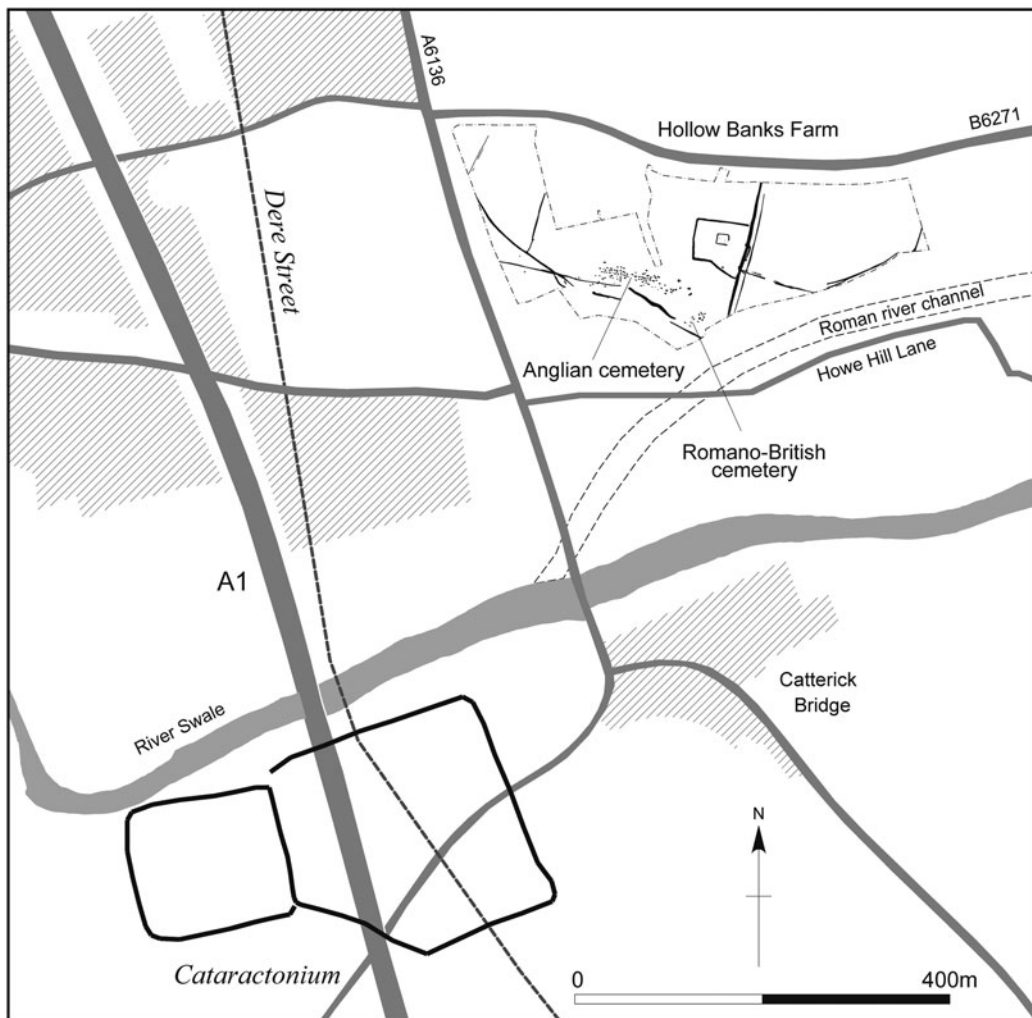 A6136
Hollow Banks Farm
B6271
Dere Street
Roman river channel
Howe Hill Lane
Anglian cemetery
Romano-British
cemetery
A1
River Swale
Catterick
Bridge
N
Cataractonium
0
400m